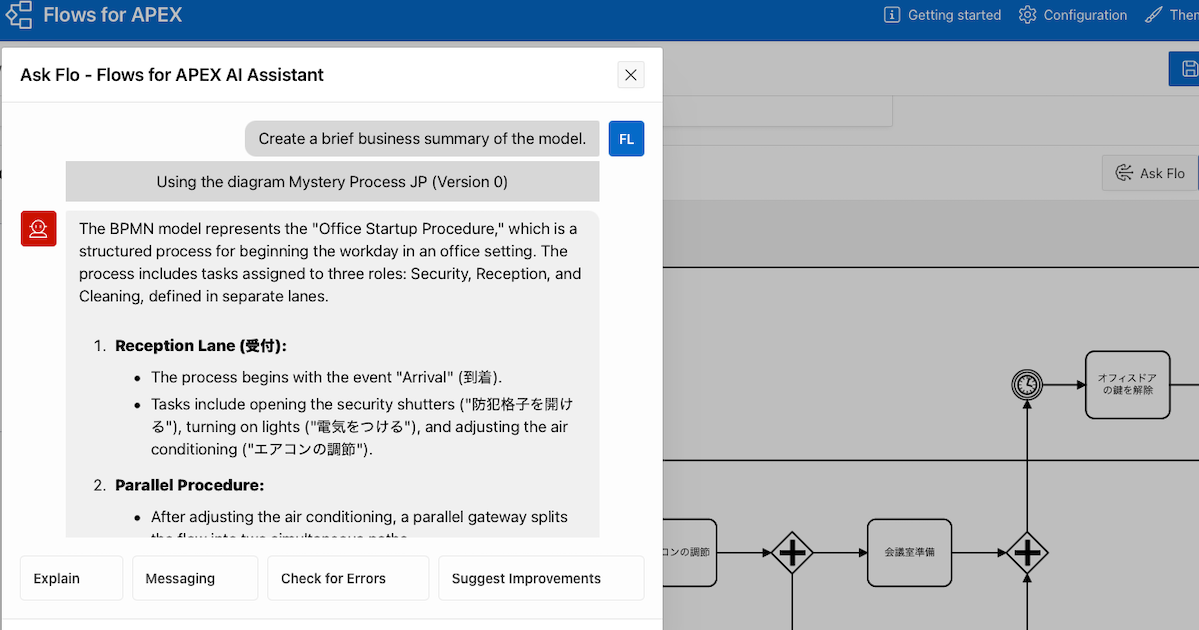 Flows for APEX
Getting started
Configuration
Ask Flo - Flows for APEX AI Assistant
Create a brief business summary of the model.
FL
Using the diagram Mystery Process JP (Version 0)
The BPMN model represents the "Office Startup Procedure," which is a
structured process for beginning the workday in an office setting. The
process includes tasks assigned to three roles: Security, Reception, and
Cleaning, defined in separate lanes.
1. Reception Lane (受付):
• The process begins with the event "Arrival" (到着).
• Tasks include opening the security shutters ("防犯格子を開け
る"), turning on lights ("電気をつける"), and adjusting the air
conditioning ("エアコンの調節").
2. Parallel Procedure:
• After adjusting the air conditioning, a parallel gateway splits
the flow into two simultaneous paths
Explain
Messaging
Check for Errors
Suggest Improvements
Ask Flo
オフィスドア
の鍵を解除
コンの調節
会議室準備